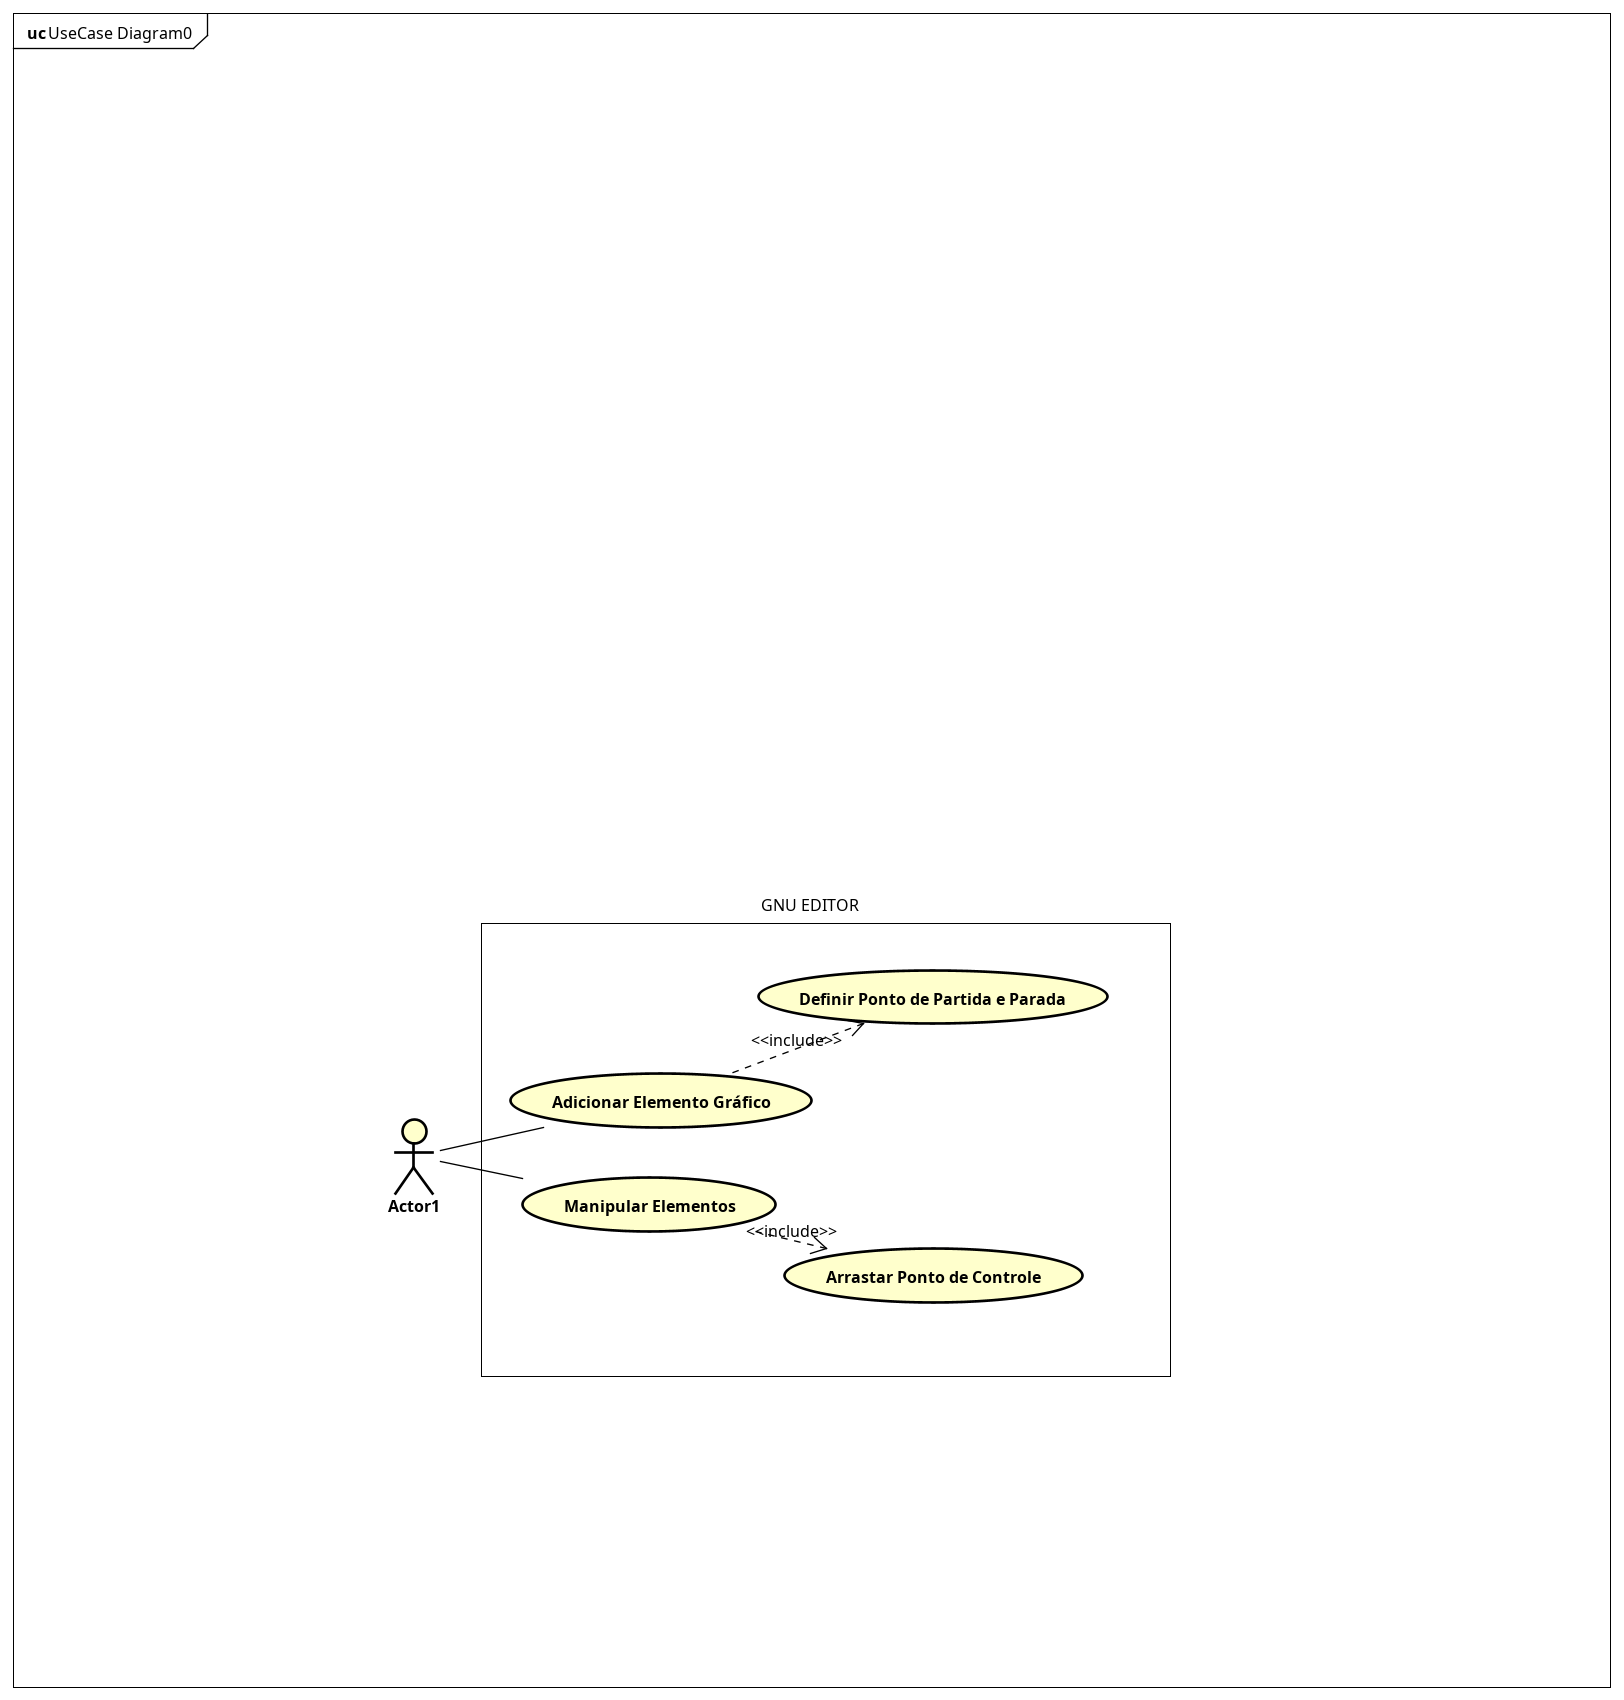 uc UseCase Diagram0
GNU EDITOR
Definir Ponto de Partida e Parada
<<include>>
Adicionar Elemento Gráfico
Manipular Elementos
Actor1
<<include>>
Arrastar Ponto de Controle